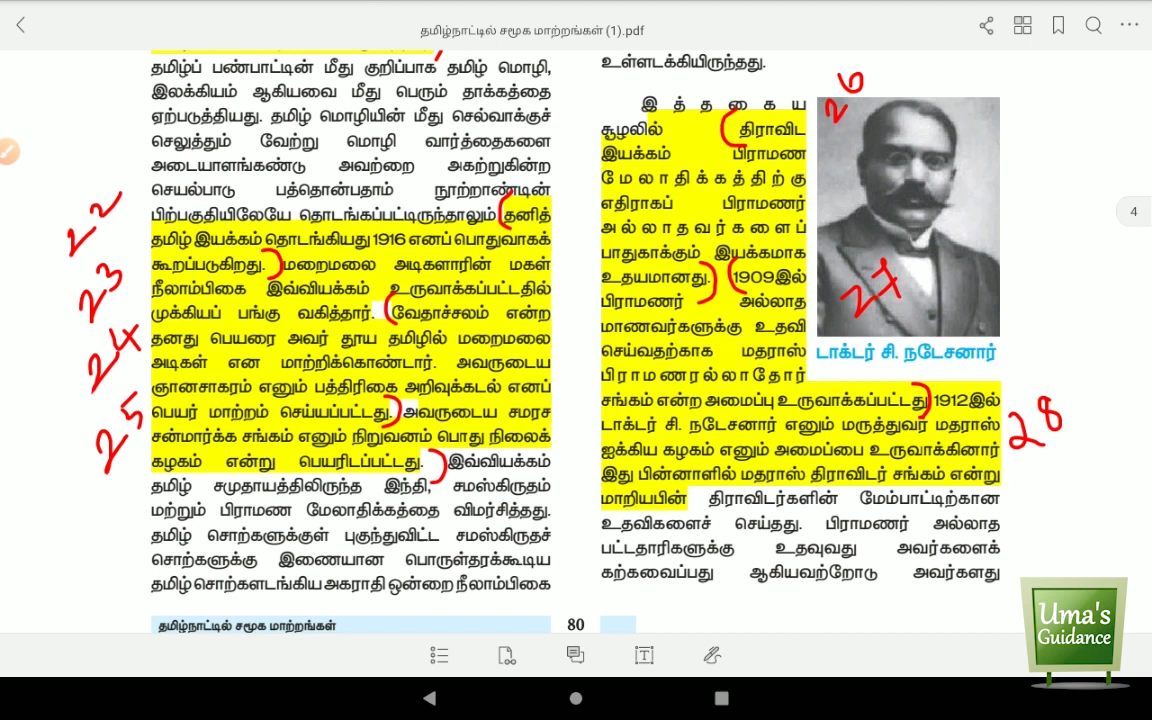 தமிழ்நாட்டில் சமூக மாற்றங்கள் (1).pdf
தமிழ்ப் பண்பாட்டின் மீது குறிப்பாக தமிழ் மொழி,
இலக்கியம் ஆகியவை மீது பெரும் தாக்கத்தை
ஏற்படுத்தியது. தமிழ் மொழியின் மீது செல்வாக்குச்
செலுத்தும் வேற்று மொழி வார்த்தைகளை
அடையாளங்கண்டு அவற்றை அகற்றுகின்ற
செயல்பாடு பத்தொன்பதாம் நூற்றாண்டின்
பிற்பகுதியிலேயே தொடங்கப்பட்டிருந்தாலும் தனித்
தமிழ் இயக்கம் தொடங்கியது 1916 எனப் பொதுவாகக்
கூறப்படுகிறது. மறைமலை அடிகளாரின் மகள்
நீலாம்பிகை இவ்வியக்கம் உருவாக்கப்பட்டதில்
முக்கியப் பங்கு வகித்தார். வேதாச்சலம் என்ற
தனது பெயரை அவர் தூய தமிழில் மறைமலை
அடிகள் என மாற்றிக்கொண்டார். அவருடைய
ஞானசாகரம் எனும் பத்திரிகை அறிவுக்கடல் எனப்
பெயர் மாற்றம் செய்யப்பட்டது. அவருடைய சமரச
சன்மார்க்க சங்கம் எனும் நிறுவனம் பொது நிலைக்
கழகம் என்று பெயரிடப்பட்டது. இவ்வியக்கம்
தமிழ் சமுதாயத்திலிருந்த இந்தி, சமஸ்கிருதம்
மற்றும் பிராமண மேலாதிக்கத்தை விமர்சித்தது.
தமிழ் சொற்களுக்குள் புகுந்துவிட்ட சமஸ்கிருதச்
சொற்களுக்கு இணையான பொருள்தரக்கூடிய
தமிழ் சொற்களடங்கிய அகராதி ஒன்றை நீலாம்பிகை
22
23
24
25
உள்ளடக்கியிருந்தது.
இத்தகைய
சூழலில் திராவிட
இயக்கம் பிராமண
மேலாதிக்கத்திற்கு
எதிராகப் பிராமணர்
அல்லாதவர்களைப்
பாதுகாக்கும் இயக்கமாக
உதயமானது. 1909இல்
பிராமணர் அல்லாத
மாணவர்களுக்கு உதவி
செய்வதற்காக மதராஸ்
பிராமணரல்லாதோர்
சங்கம் என்ற அமைப்பு உருவாக்கப்பட்டது 1912இல்
டாக்டர் சி. நடேசனார் எனும் மருத்துவர் மதராஸ்
ஐக்கிய கழகம் எனும் அமைப்பை உருவாக்கினார்
இது பின்னாளில் மதராஸ் திராவிடர் சங்கம் என்று
மாறியபின் திராவிடர்களின் மேம்பாட்டிற்கான
உதவிகளைச் செய்தது. பிராமணர் அல்லாத
பட்டதாரிகளுக்கு உதவுவது அவர்களைக்
கற்கவைப்பது ஆகியவற்றோடு அவர்களது
26
27
டாக்டர் சி. நடேசனார்
28
4
தமிழ்நாட்டில் சமூக மாற்றங்கள்
80
Uma's
Guidance